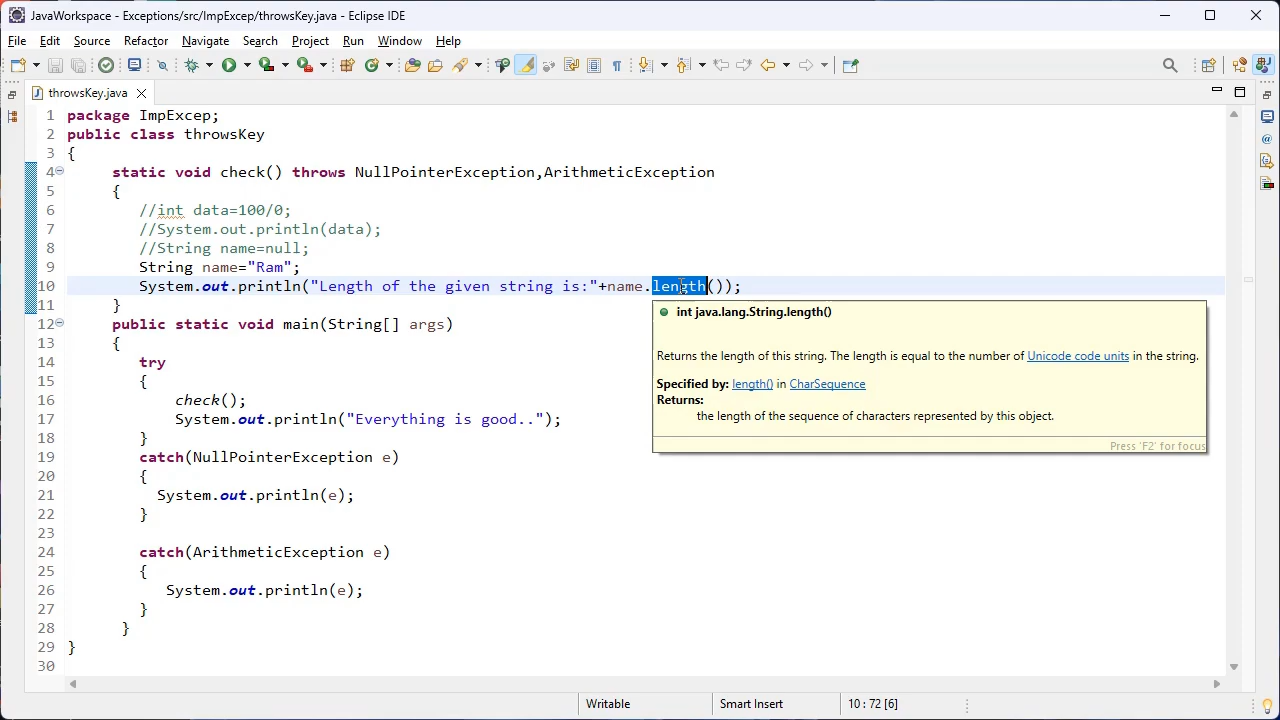 JavaWorkspace - Exceptions/src/ImpExcep/throwsKey.java - Eclipse IDE
File Edit Source Refactor Navigate Search Project Run Window Help
throwsKey.java
1 package ImpExcep;
2 public class throwsKey
3 {
4 static void check() throws NullPointerException,ArithmeticException
5 {
6 //int data=100/0;
7 //System.out.println(data);
8 //String name=null;
9 String name="Ram";
10 System.out.println("Length of the given string is:"+name.length());
11 }
12 public static void main(String[] args)
13 {
14 try
15 {
16 check();
17 System.out.println("Everything is good..");
18 }
19 catch(NullPointerException e)
20 {
21 System.out.println(e);
22 }
23
24 catch(ArithmeticException e)
25 {
26 System.out.println(e);
27 }
28 }
29 }
30
int java.lang.String.length()
Returns the length of this string. The length is equal to the number of Unicode code units in the string.
Specified by: length() in CharSequence
Returns:
the length of the sequence of characters represented by this object.
Press 'F2' for focus
Writable Smart Insert 10 : 72 [6]